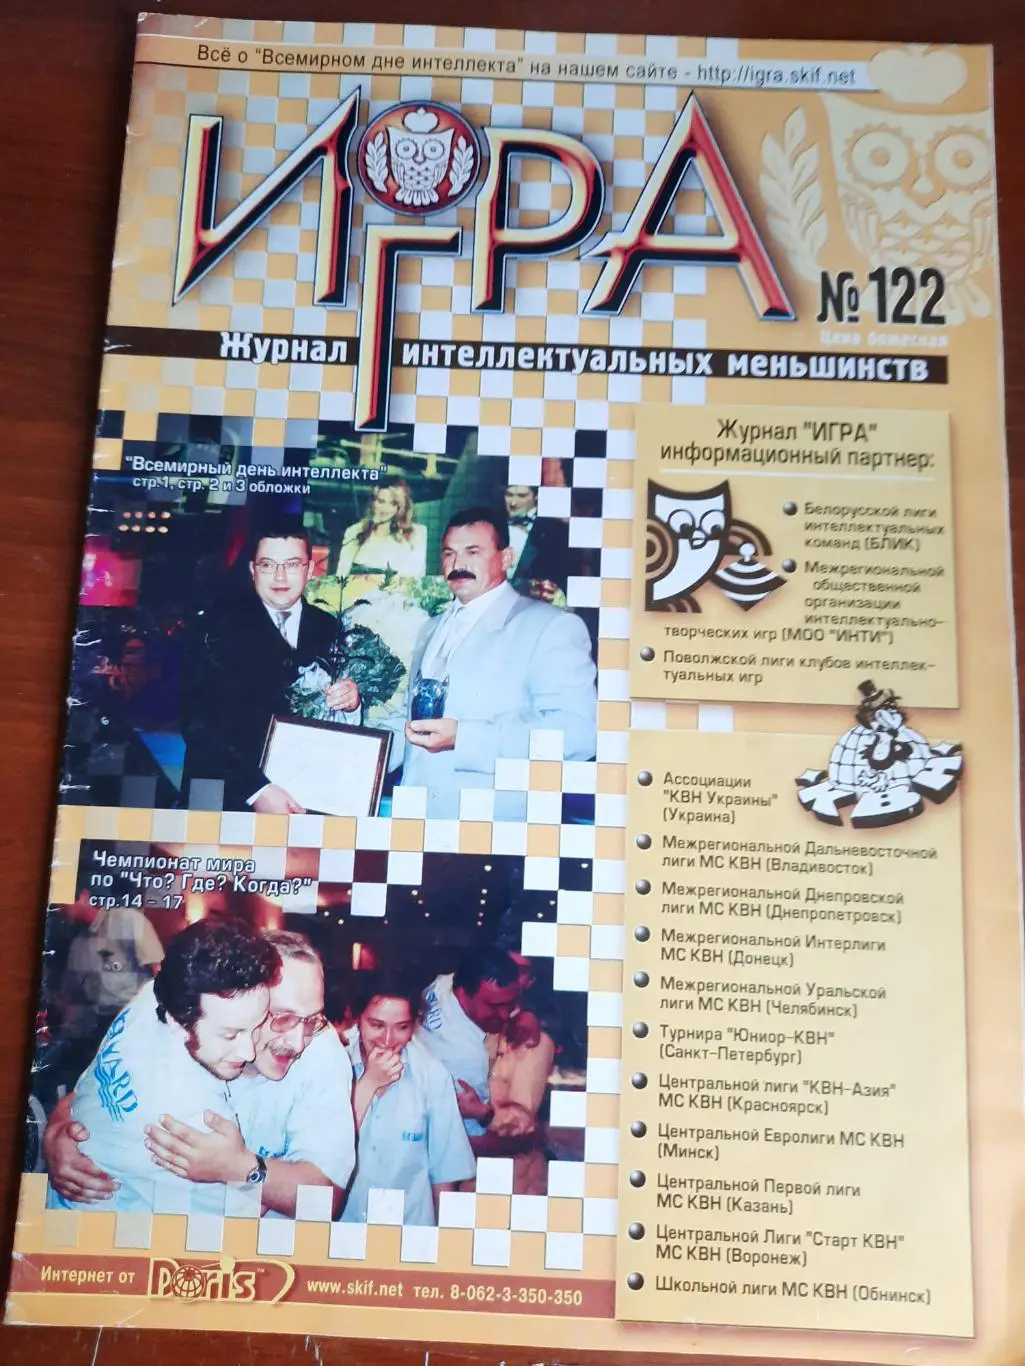 Всё о "Всемирном дне интеллекта" на нашем сайте - http://igra.skif.net
ИГРА
№ 122
Цена божеская
Журнал интеллектуальных меньшинств
"Всемирный день интеллекта"
стр.1, стр. 2 и 3 обложки
Чемпионат мира
по "Что? Где? Когда?"
стр.14 - 17
Журнал "ИГРА"
информационный партнер:
Белорусской лиги
интеллектуальных
команд (БЛИК)
Межрегиональной
общественной
организации
интеллектуально-
творческих игр (МОО "ИНТИ")
Поволжской лиги клубов интеллек-
туальных игр
КВН
Ассоциации
"КВН Украины"
(Украина)
Межрегиональной Дальневосточной
лиги МС КВН (Владивосток)
Межрегиональной Днепровской
лиги МС КВН (Днепропетровск)
Межрегиональной Интерлиги
МС КВН (Донецк)
Межрегиональной Уральской
лиги МС КВН (Челябинск)
Турнира "Юниор-КВН"
(Санкт-Петербург)
Центральной лиги "КВН-Азия"
МС КВН (Красноярск)
Центральной Евролиги МС КВН
(Минск)
Центральной Первой лиги
МС КВН (Казань)
Центральной Лиги "Старт КВН"
МС КВН (Воронеж)
Школьной лиги МС КВН (Обнинск)
Интернет от Doris™ www.skif.net тел. 8-062-3-350-350